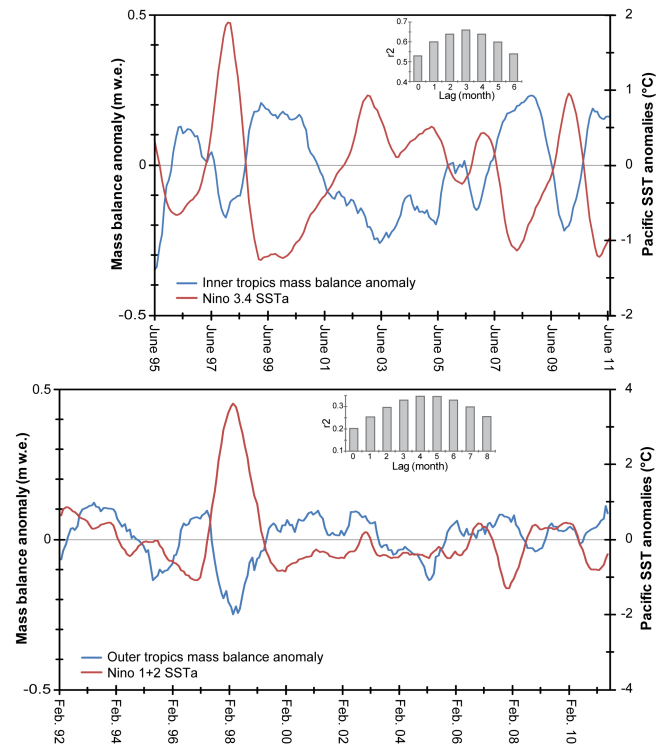 0.5
0
-0.5
Mass balance anomaly (m w.e.)
2
1
0
-1
-2
Pacific SST anomalies (°C)
0.7
0.6
0.5
0.4
r2
0 1 2 3 4 5 6
Lag (month)
Inner tropics mass balance anomaly
Nino 3.4 SSTa
June 95
June 97
June 99
June 01
June 03
June 05
June 07
June 09
June 11
0.5
0
-0.5
Mass balance anomaly (m w.e.)
4
2
0
-2
-4
Pacific SST anomalies (°C)
0.3
0.2
0.1
r2
0 1 2 3 4 5 6 7 8
Lag (month)
Outer tropics mass balance anomaly
Nino 1+2 SSTa
Feb. 92
Feb. 94
Feb. 96
Feb. 98
Feb. 00
Feb. 02
Feb. 04
Feb. 06
Feb. 08
Feb. 10